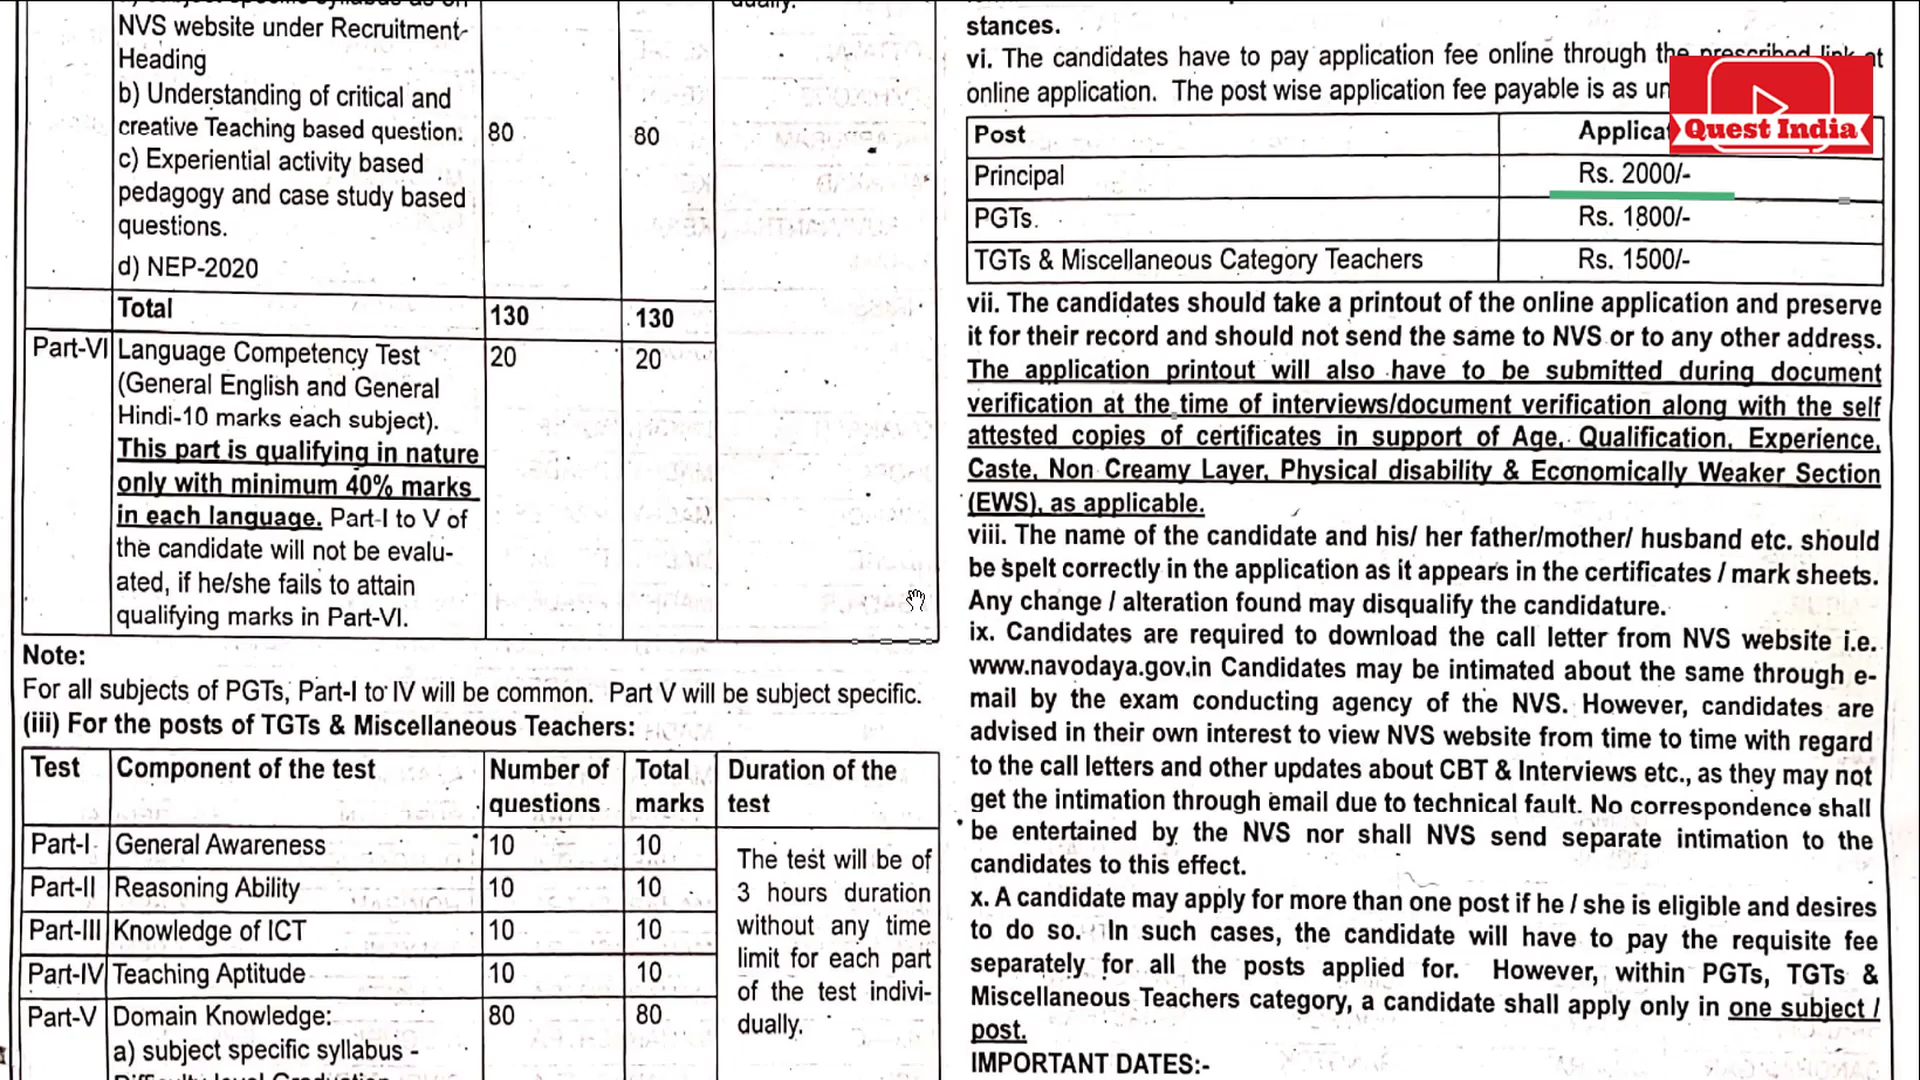 NVS website under Recruitment-
Heading
b) Understanding of critical and
creative Teaching based question. 80 80
c) Experiential activity based
pedagogy and case study based
questions.
d) NEP-2020
Total 130 130
Part-VI Language Competency Test 20 20
(General English and General
Hindi-10 marks each subject).
This part is qualifying in nature
only with minimum 40% marks
in each language. Part-I to V of
the candidate will not be evalu-
ated, if he/she fails to attain
qualifying marks in Part-VI.
Note:
For all subjects of PGTs, Part-I to IV will be common. Part V will be subject specific.
(iii) For the posts of TGTs & Miscellaneous Teachers:
Test Component of the test Number of questions Total marks Duration of the test
Part-I General Awareness 10 10
Part-II Reasoning Ability 10 10
Part-III Knowledge of ICT 10 10
Part-IV Teaching Aptitude 10 10
Part-V Domain Knowledge: 80 80
a) subject specific syllabus -
The test will be of
3 hours duration
without any time
limit for each part
of the test indivi-
dually.
stances.
vi. The candidates have to pay application fee online through the prescribed link at
online application. The post wise application fee payable is as
Post
Quest India
Principal Rs. 2000/-
PGTs. Rs. 1800/-
TGTs & Miscellaneous Category Teachers Rs. 1500/-
vii. The candidates should take a printout of the online application and preserve
it for their record and should not send the same to NVS or to any other address.
The application printout will also have to be submitted during document
verification at the time of interviews/document verification along with the self
attested copies of certificates in support of Age, Qualification, Experience,
Caste, Non Creamy Layer, Physical disability & Economically Weaker Section
(EWS), as applicable.
viii. The name of the candidate and his/ her father/mother/ husband etc. should
be spelt correctly in the application as it appears in the certificates / mark sheets.
Any change / alteration found may disqualify the candidature.
ix. Candidates are required to download the call letter from NVS website i.e.
www.navodaya.gov.in Candidates may be intimated about the same through e-
mail by the exam conducting agency of the NVS. However, candidates are
advised in their own interest to view NVS website from time to time with regard
to the call letters and other updates about CBT & Interviews etc., as they may not
get the intimation through email due to technical fault. No correspondence shall
be entertained by the NVS nor shall NVS send separate intimation to the
candidates to this effect.
x. A candidate may apply for more than one post if he / she is eligible and desires
to do so. In such cases, the candidate will have to pay the requisite fee
separately for all the posts applied for. However, within PGTs, TGTs &
Miscellaneous Teachers category, a candidate shall apply only in one subject /
post.
IMPORTANT DATES:-